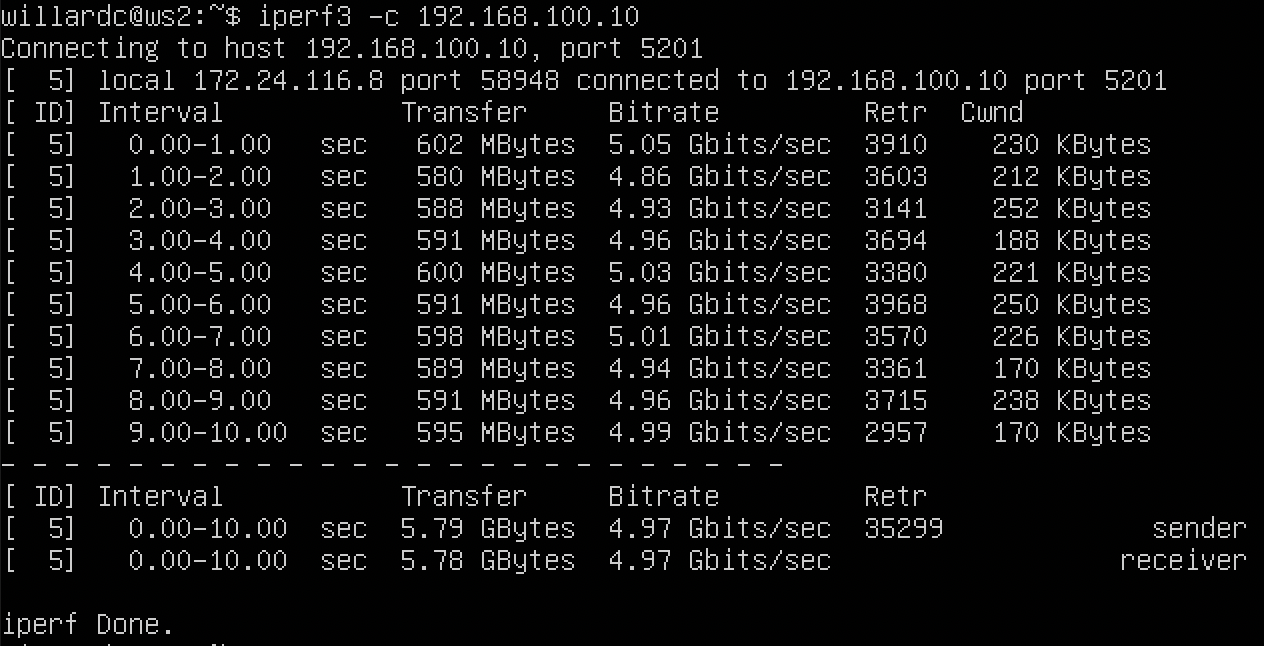 willardc@ws2:~$ iperf3 -c 192.168.100.10
Connecting to host 192.168.100.10, port 5201
[  5] local 172.24.116.8 port 58948 connected to 192.168.100.10 port 5201
[ ID] Interval           Transfer     Bitrate         Retr  Cwnd
[  5]   0.00-1.00   sec   602 MBytes  5.05 Gbits/sec  3910    230 KBytes
[  5]   1.00-2.00   sec   580 MBytes  4.86 Gbits/sec  3603    212 KBytes
[  5]   2.00-3.00   sec   588 MBytes  4.93 Gbits/sec  3141    252 KBytes
[  5]   3.00-4.00   sec   591 MBytes  4.96 Gbits/sec  3694    188 KBytes
[  5]   4.00-5.00   sec   600 MBytes  5.03 Gbits/sec  3380    221 KBytes
[  5]   5.00-6.00   sec   591 MBytes  4.96 Gbits/sec  3968    250 KBytes
[  5]   6.00-7.00   sec   598 MBytes  5.01 Gbits/sec  3570    226 KBytes
[  5]   7.00-8.00   sec   589 MBytes  4.94 Gbits/sec  3361    170 KBytes
[  5]   8.00-9.00   sec   591 MBytes  4.96 Gbits/sec  3715    238 KBytes
[  5]   9.00-10.00  sec   595 MBytes  4.99 Gbits/sec  2957    170 KBytes
- - - - - - - - - - - - - - - - - - - - - - - - -
[ ID] Interval           Transfer     Bitrate         Retr
[  5]   0.00-10.00  sec  5.79 GBytes  4.97 Gbits/sec  35299             sender
[  5]   0.00-10.00  sec  5.78 GBytes  4.97 Gbits/sec                  receiver
iperf Done.